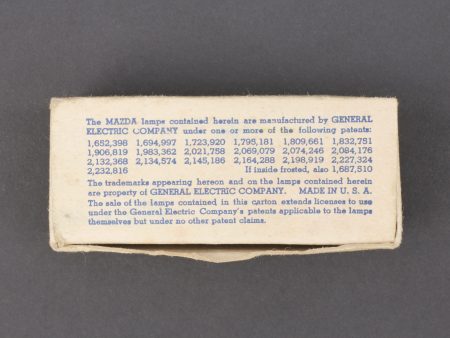 The MAZDA lamps contained herein are manufactured by GENERAL
ELECTRIC COMPANY under one or more of the following patents:
1,652,398 1,694,997 1,723,920 1,795,181 1,809,661 1,832,751
1,906,819 1,983,362 2,021,758 2,069,079 2,074,246 2,084,176
2,132,368 2,134,574 2,145,186 2,164,288 2,198,919 2,227,324
2,232,816 If inside frosted, also 1,687,510
The trademarks appearing hereon and on the lamps contained herein
are property of GENERAL ELECTRIC COMPANY. MADE IN U. S. A.
The sale of the lamps contained in this carton extends licenses to use
under the General Electric Company's patents applicable to the lamps
themselves but under no other patent claims.